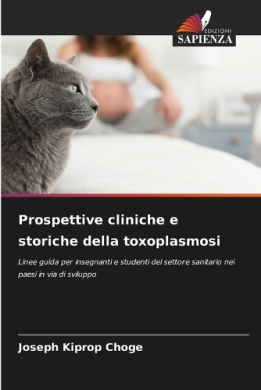 EDIZIONI
SAPIENZA
Prospettive cliniche e
storiche della toxoplasmosi
Linee guida per insegnanti e studenti del settore sanitario nei
paesi in via di sviluppo
Joseph Kiprop Choge